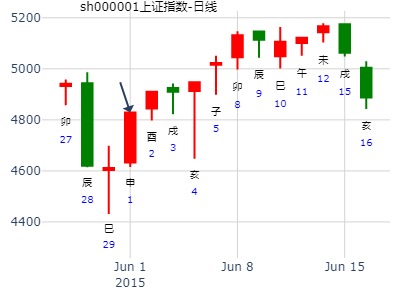 sh000001上证指数-日线
5200
5000
4800
4600
4400
卯
27
辰
28
巳
29
申
1
酉
2
戌
3
亥
4
子
5
卯
8
辰
9
巳
10
午
11
未
12
戌
15
亥
16
Jun 1
2015
Jun 8
Jun 15